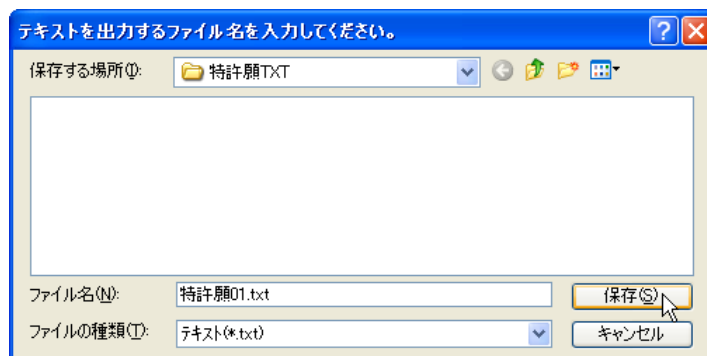 テキストを出力するファイル名を入力してください。
保存する場所(I): 特許願TXT
ファイル名(N): 特許願01.txt 保存(S)
ファイルの種類(T): テキスト(*.txt) キャンセル